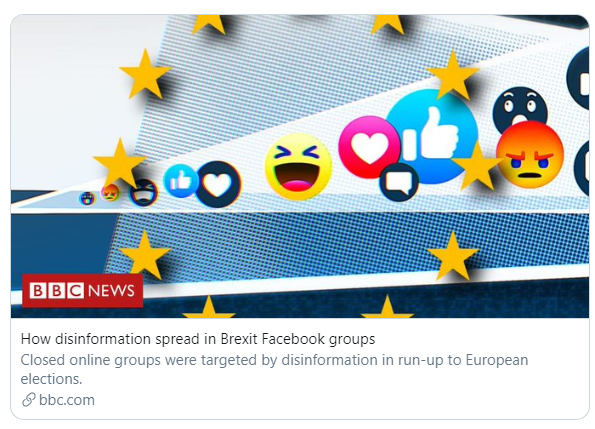 BBC NEWS
How disinformation spread in Brexit Facebook groups
Closed online groups were targeted by disinformation in run-up to European
elections.
bbc.com